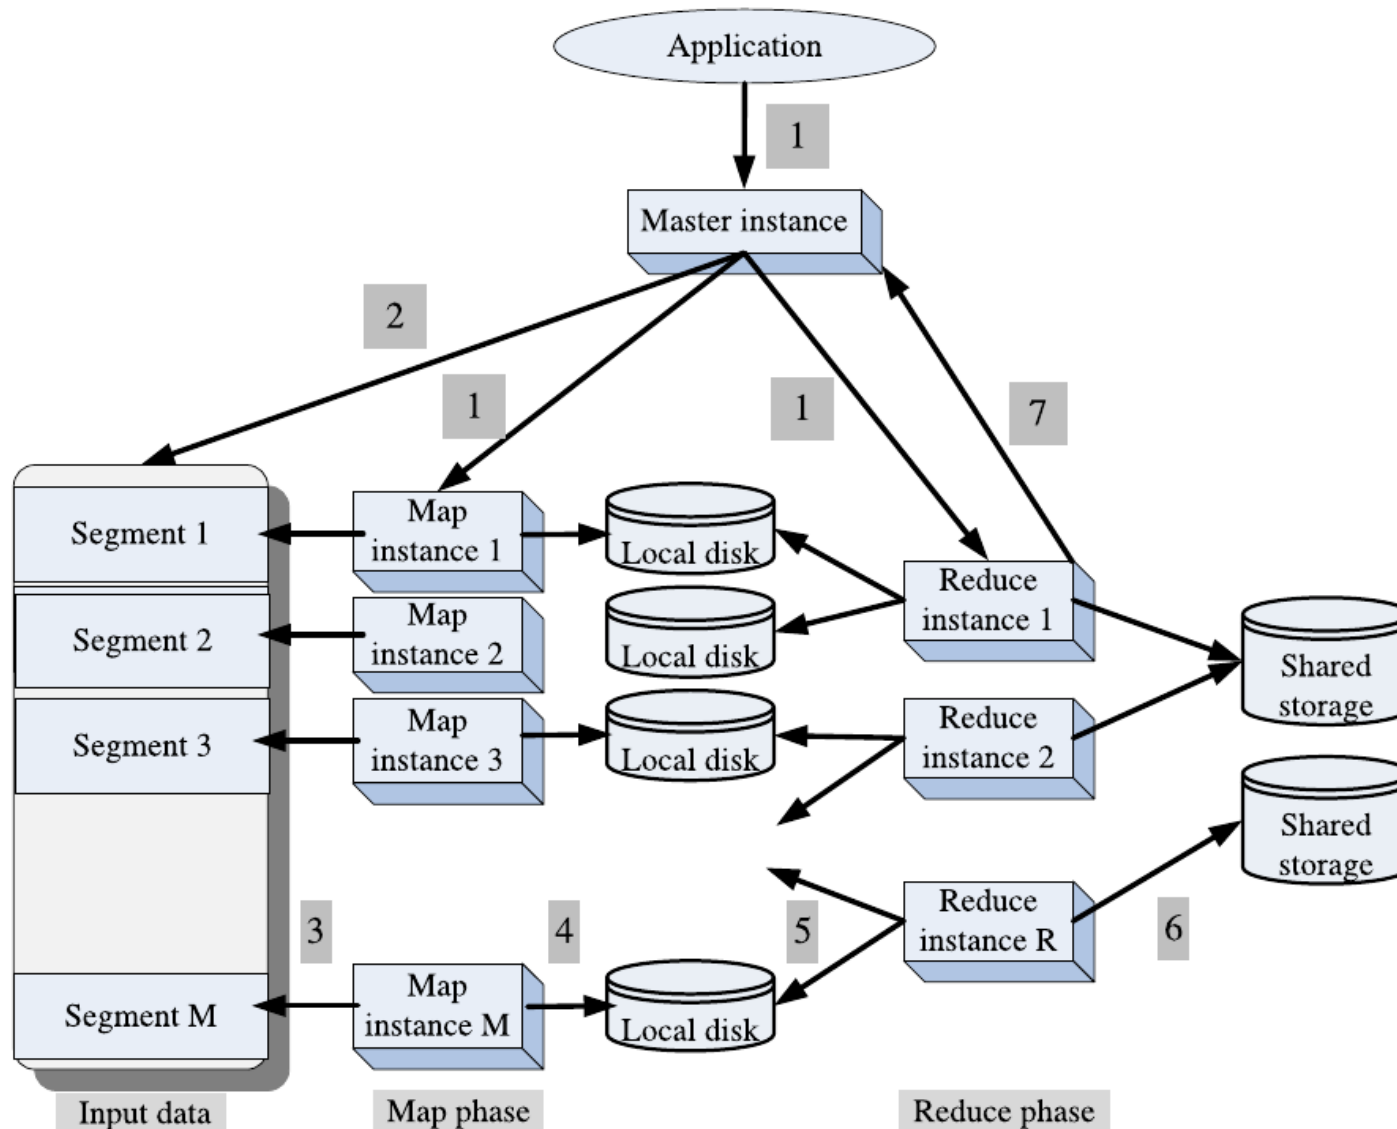 Application
1
Master instance
2
1
1
7
Segment 1
Map
instance 1
Local disk
Reduce
instance 1
Segment 2
Map
instance 2
Local disk
Shared
storage
Segment 3
Map
instance 3
Local disk
Reduce
instance 2
Shared
storage
3
4
5
Reduce
instance R
6
Segment M
Map
instance M
Local disk
Input data
Map phase
Reduce phase